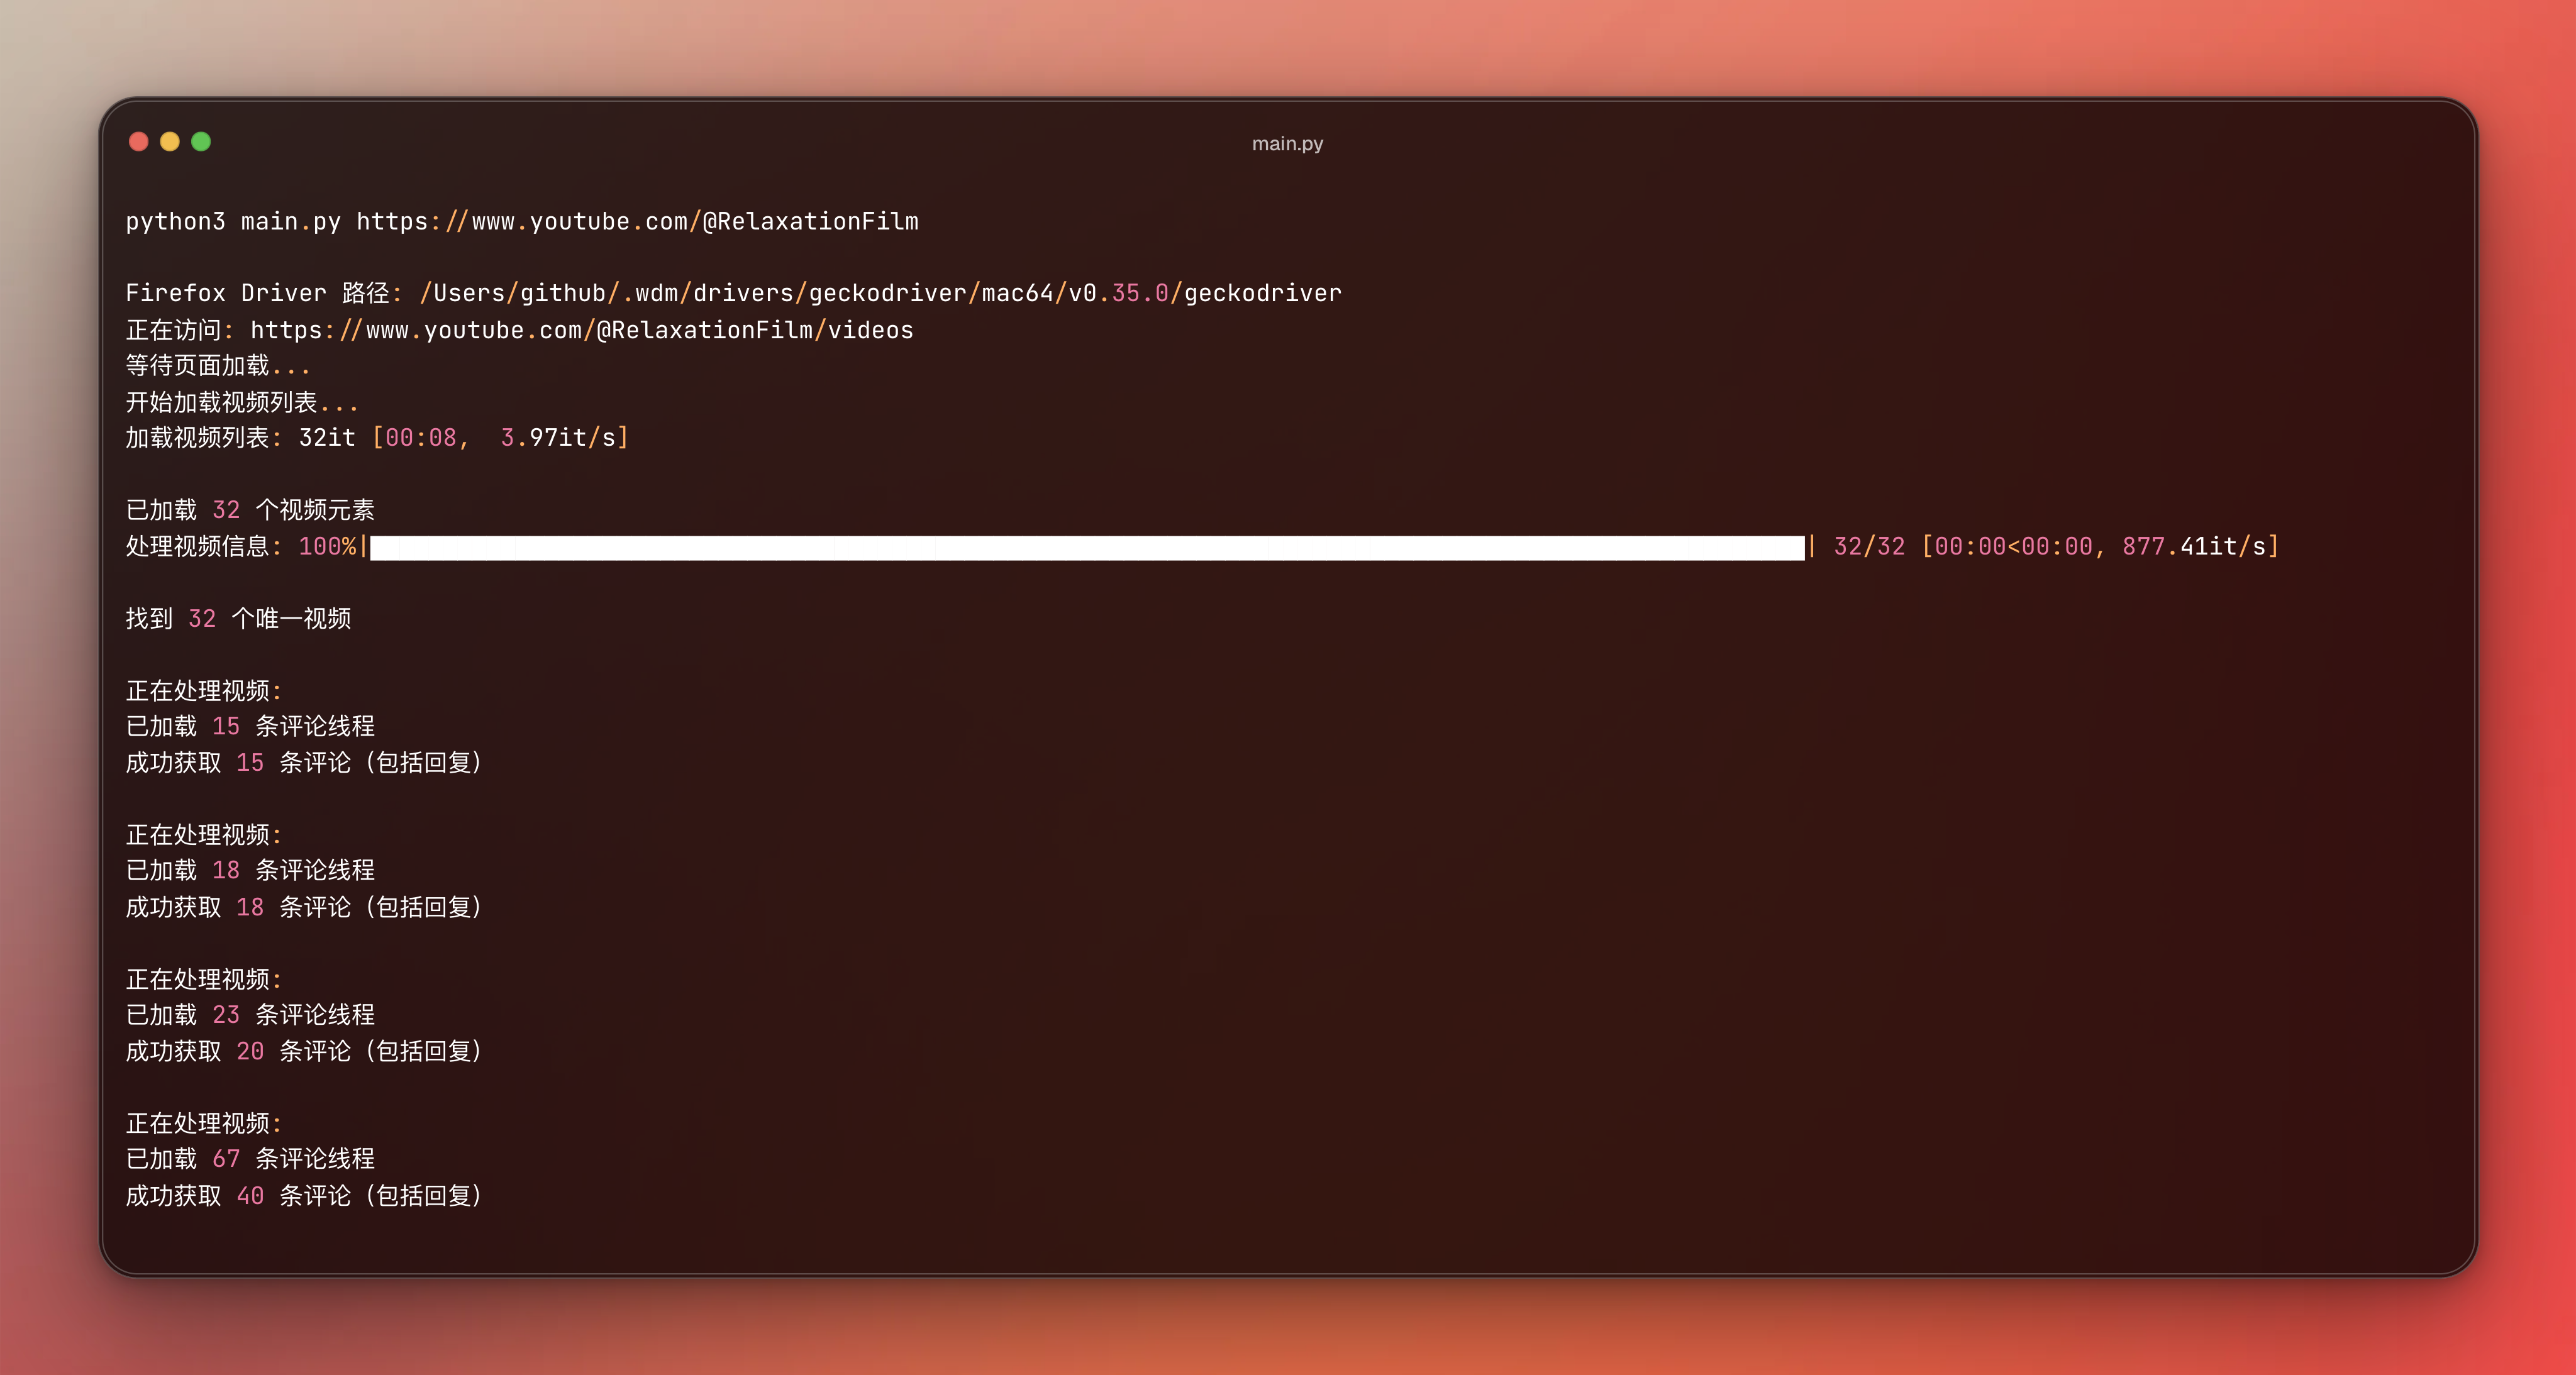 main.py
python3 main.py https://www.youtube.com/@RelaxationFilm
Firefox Driver 路径: /Users/github/.wdm/drivers/geckodriver/mac64/v0.35.0/geckodriver
正在访问: https://www.youtube.com/@RelaxationFilm/videos
等待页面加载...
开始加载视频列表...
加载视频列表: 32it [00:08,  3.97it/s]
已加载 32 个视频元素
处理视频信息: 100%|██████████| 32/32 [00:00<00:00, 877.41it/s]
找到 32 个唯一视频
正在处理视频:
已加载 15 条评论线程
成功获取 15 条评论（包括回复）
正在处理视频:
已加载 18 条评论线程
成功获取 18 条评论（包括回复）
正在处理视频:
已加载 23 条评论线程
成功获取 20 条评论（包括回复）
正在处理视频:
已加载 67 条评论线程
成功获取 40 条评论（包括回复）